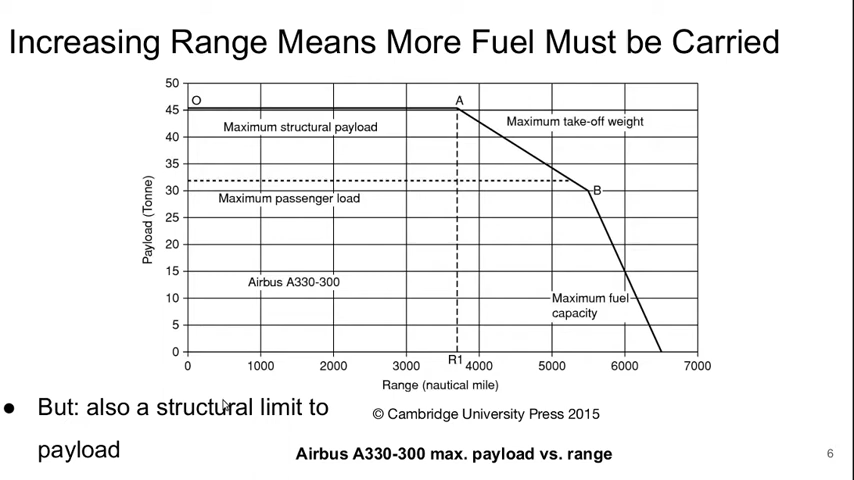 Increasing Range Means More Fuel Must be Carried
50
O
A
45
Maximum take-off weight
Maximum structural payload
40
35
30
B
Maximum passenger load
25
Payload (Tonne)
20
15
Airbus A330-300
10
Maximum fuel
capacity
5
0
R1
0 1000 2000 3000 4000 5000 6000 7000
Range (nautical mile)
● But: also a structural limit to
payload
© Cambridge University Press 2015
Airbus A330-300 max. payload vs. range
6